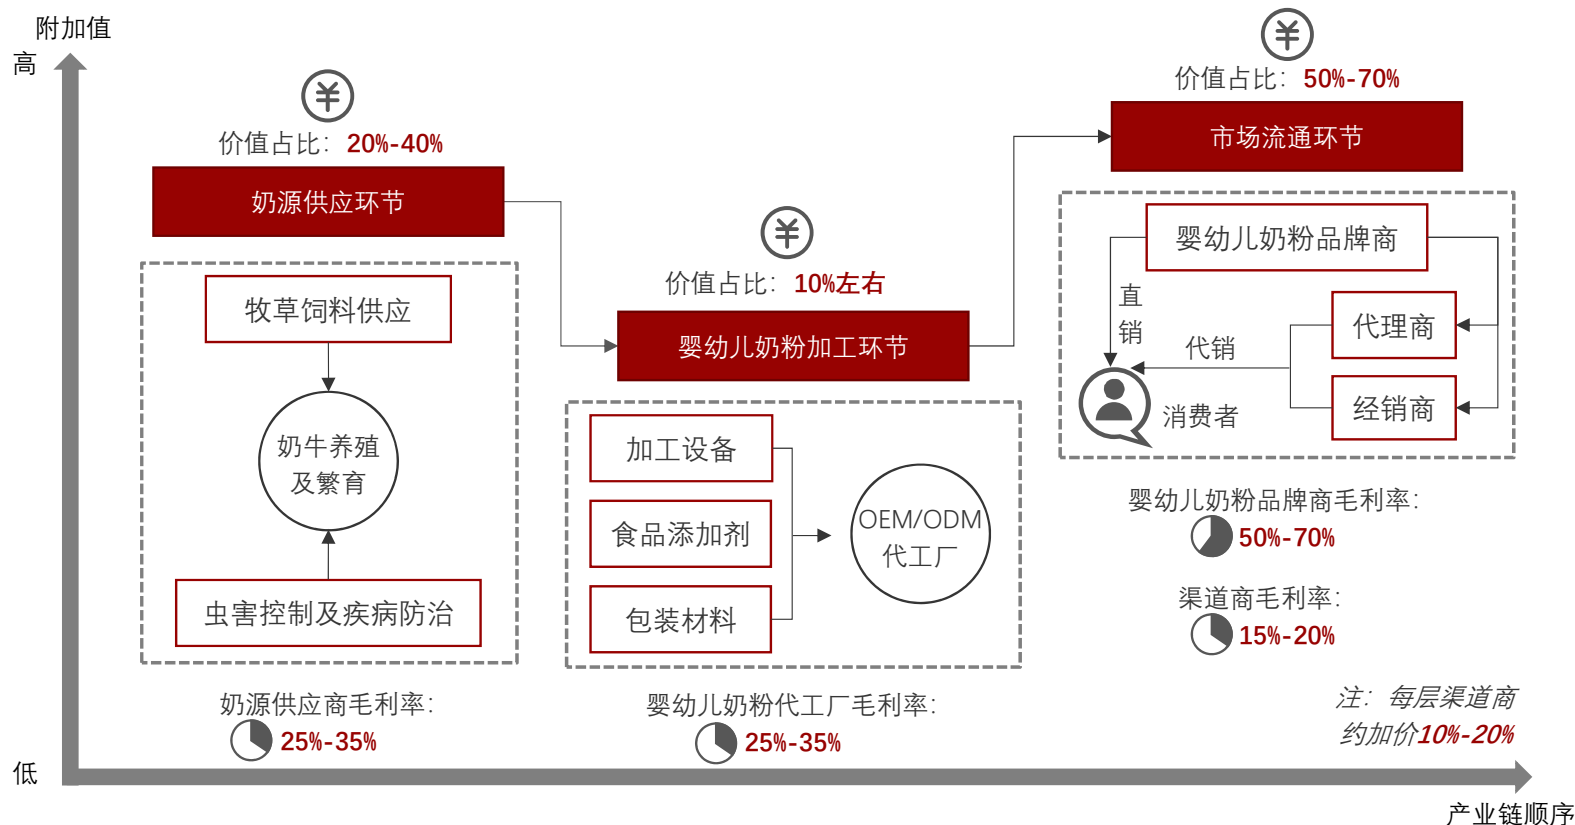 附加值
高
价值占比：20%-40%
奶源供应环节
牧草饲料供应
奶牛养殖
及繁育
虫害控制及疾病防治
奶源供应商毛利率：
25%-35%
价值占比：10%左右
婴幼儿奶粉加工环节
加工设备
食品添加剂
包装材料
OEM/ODM
代工厂
婴幼儿奶粉代工厂毛利率：
25%-35%
价值占比：50%-70%
市场流通环节
婴幼儿奶粉品牌商
直
销
代理商
代销
经销商
消费者
婴幼儿奶粉品牌商毛利率：
50%-70%
渠道商毛利率：
15%-20%
注：每层渠道商
约加价10%-20%
低
产业链顺序